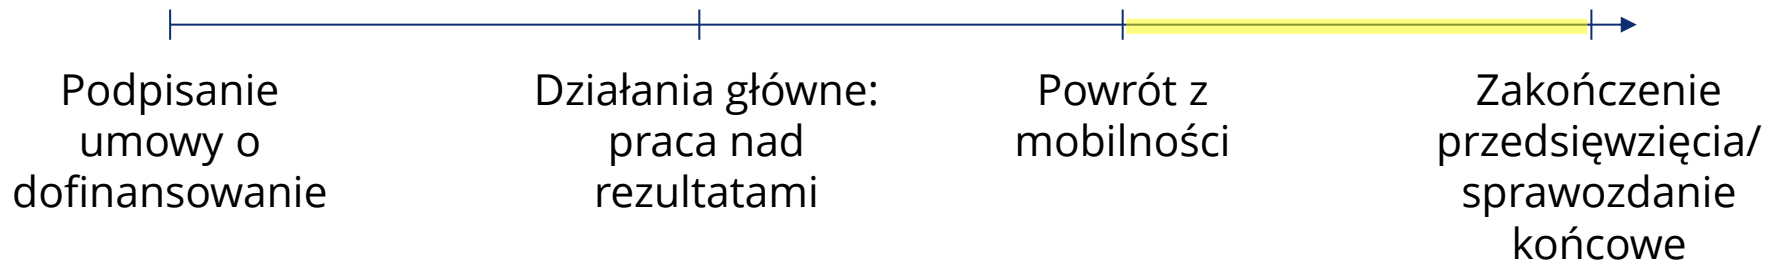 Podpisanie
umowy o
dofinansowanie
Działania główne:
praca nad
rezultatami
Powrót z
mobilności
Zakończenie
przedsięwzięcia/
sprawozdanie
końcowe